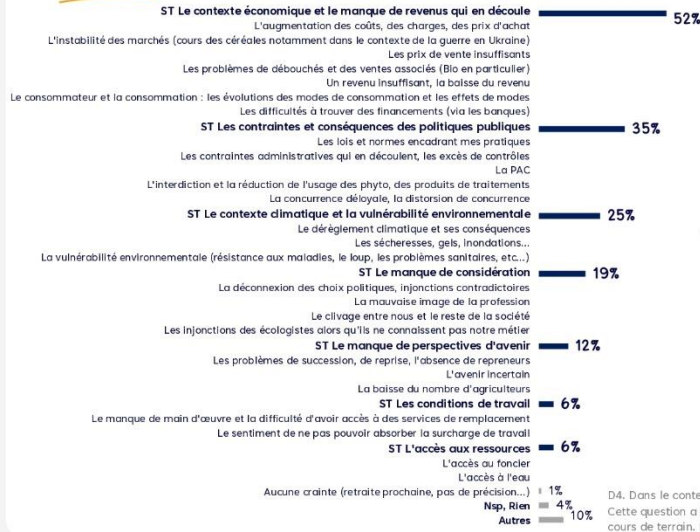 ST Le contexte économique et le manque de revenus qui en découle 52%
L'augmentation des coûts, des charges, des prix d'achat
L'instabilité des marchés (cours des céréales notamment dans le contexte de la guerre en Ukraine)
Les prix de vente insuffisants
Les problèmes de débouchés et des ventes associés (Bio en particulier)
Un revenu insuffisant, la baisse du revenu
Le consommateur et la consommation : les évolutions des modes de consommation et les effets de modes
Les difficultés à trouver des financements (via les banques)
ST Les contraintes et conséquences des politiques publiques 35%
Les lois et normes encadrant mes pratiques
Les contraintes administratives qui en découlent, les excès de contrôles
La PAC
L'interdiction et la réduction de l'usage des phyto, des produits de traitements
La concurrence déloyale, la distorsion de concurrence
ST Le contexte climatique et la vulnérabilité environnementale 25%
Le dérèglement climatique et ses conséquences
Les sécheresses, gels, inondations...
La vulnérabilité environnementale (résistance aux maladies, le loup, les problèmes sanitaires, etc...)
ST Le manque de considération 19%
La déconnexion des choix politiques, injonctions contradictoires
La mauvaise image de la profession
Le clivage entre nous et le reste de la société
Les injonctions des écologistes alors qu'ils ne connaissent pas notre métier
ST Le manque de perspectives d'avenir 12%
Les problèmes de succession, de reprise, l'absence de repreneurs
L'avenir incertain
La baisse du nombre d'agriculteurs
ST Les conditions de travail 6%
Le manque de main d'œuvre et la difficulté d'avoir accès à des services de remplacement
Le sentiment de ne pas pouvoir absorber la surcharge de travail
ST L'accès aux ressources 6%
L'accès au foncier
L'accès à l'eau
Aucune crainte (retraite prochaine, pas de précision...) 1%
Nsp, Rien 4%
Autres 10%
D4. Dans le conte
Cette question
cours de terrain.